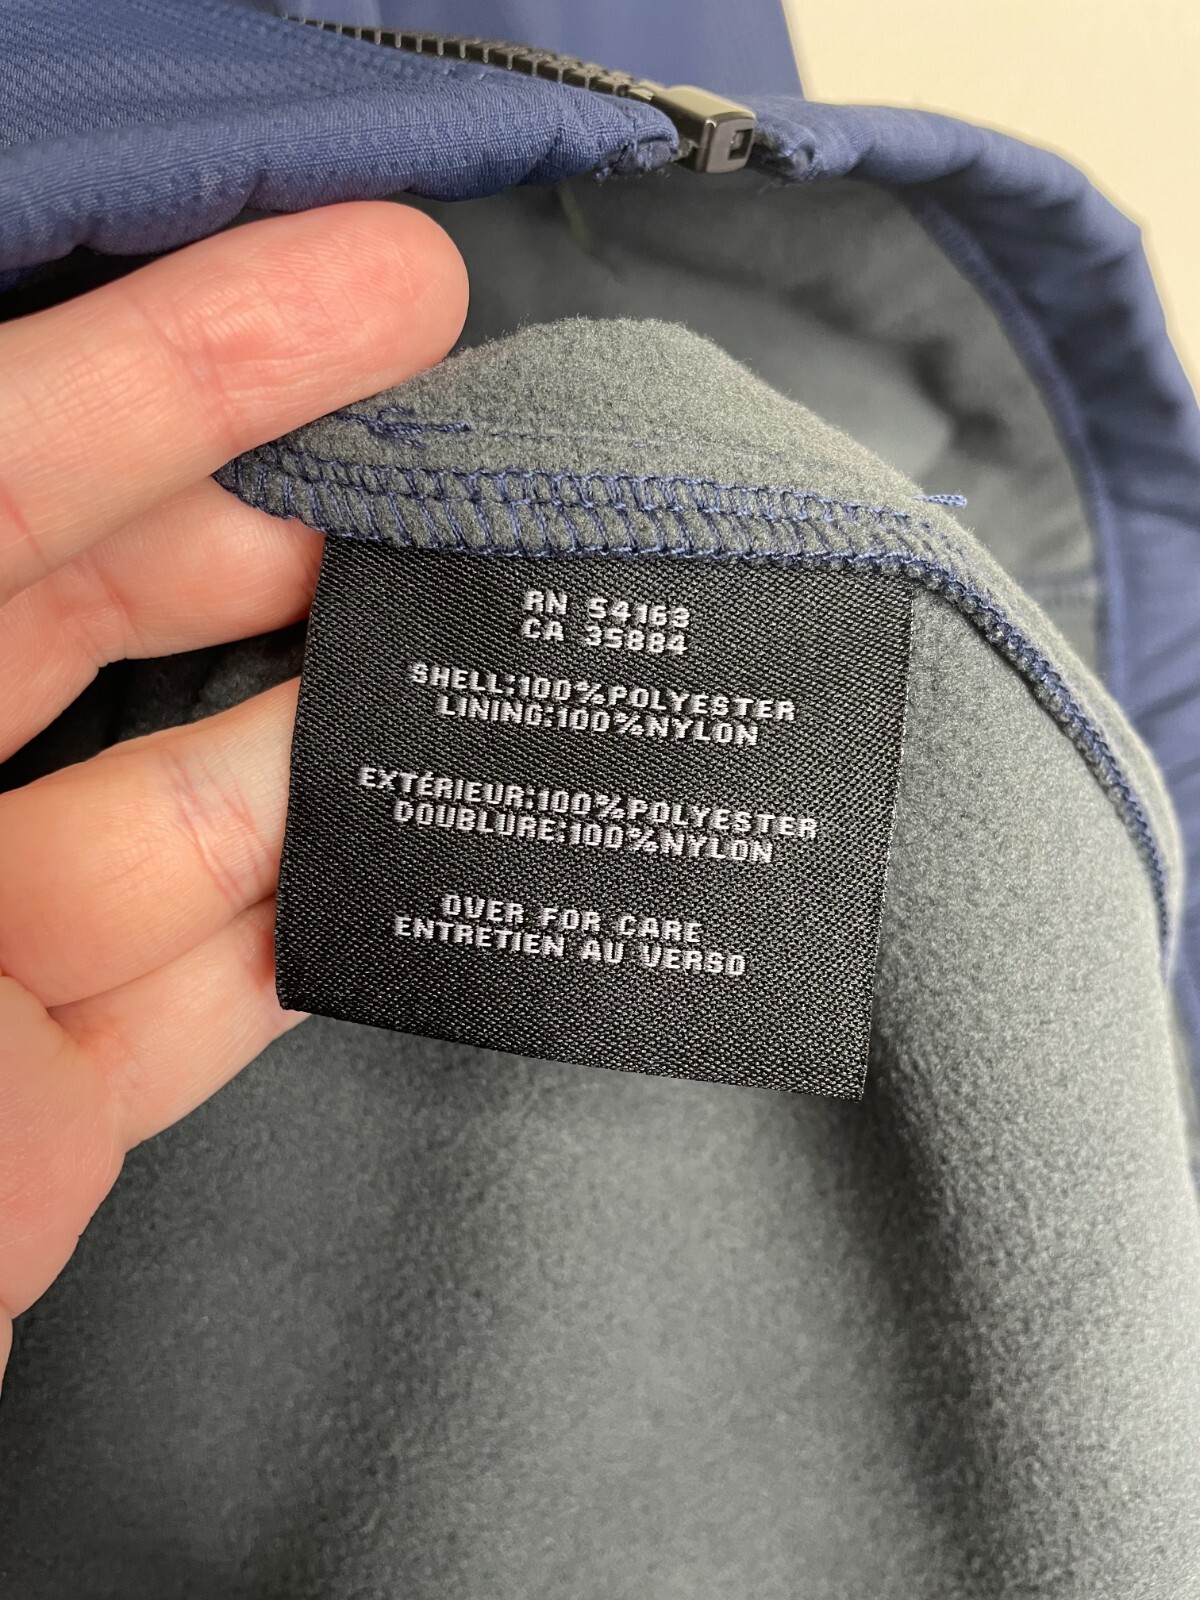 RN 54163
CA 35884
SHELL:100%POLYESTER
LINING:100%NYLON
EXTÉRIEUR:100%POLYESTER
DOUBLURE:100%NYLON
OVER FOR CARE
ENTRETIEN AU VERSO